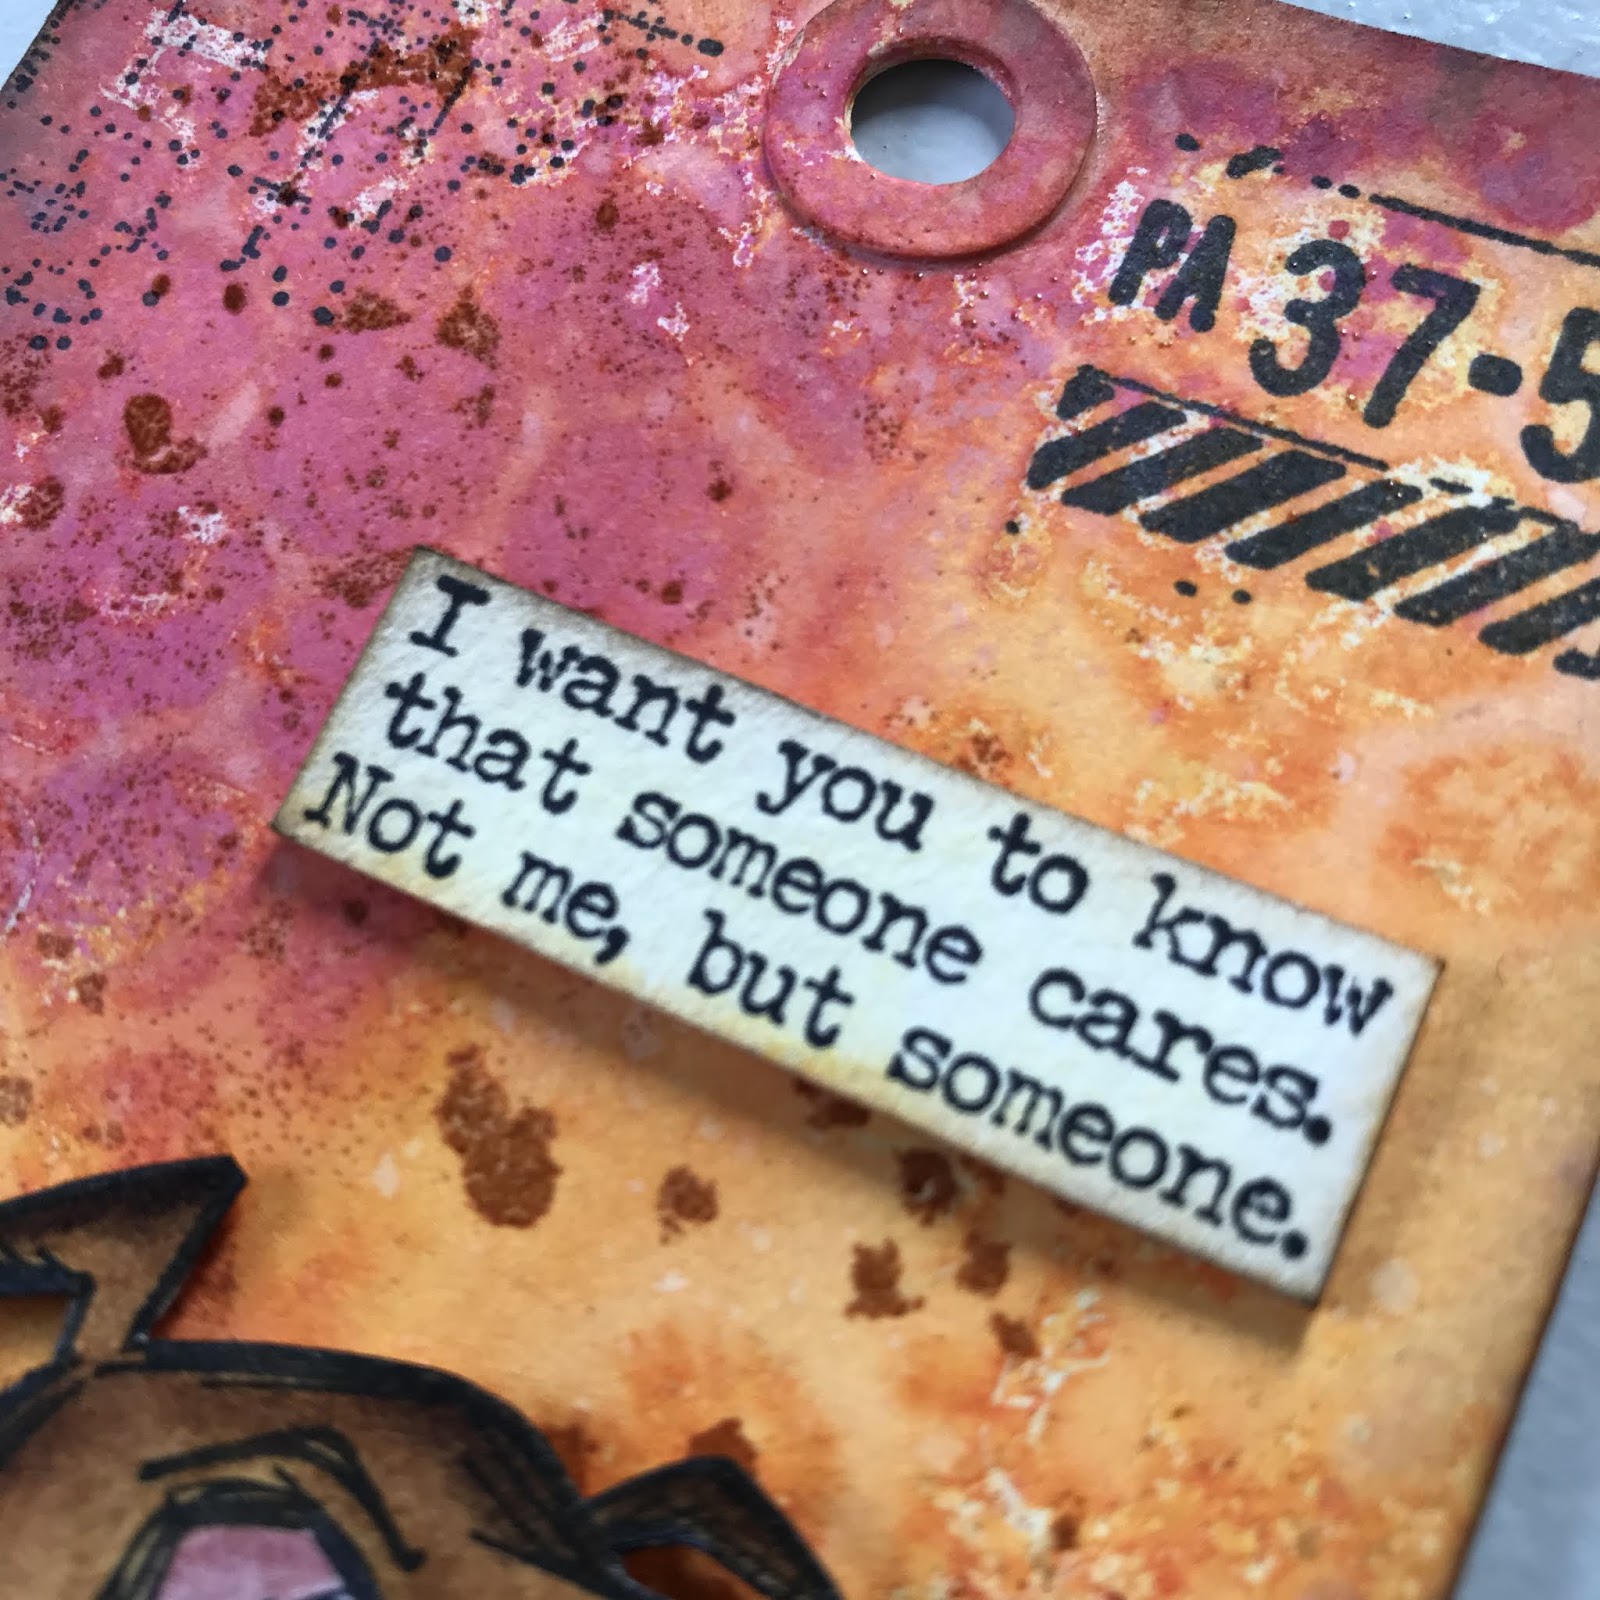 PA 37-5
I want you to know
that someone cares.
Not me, but someone.